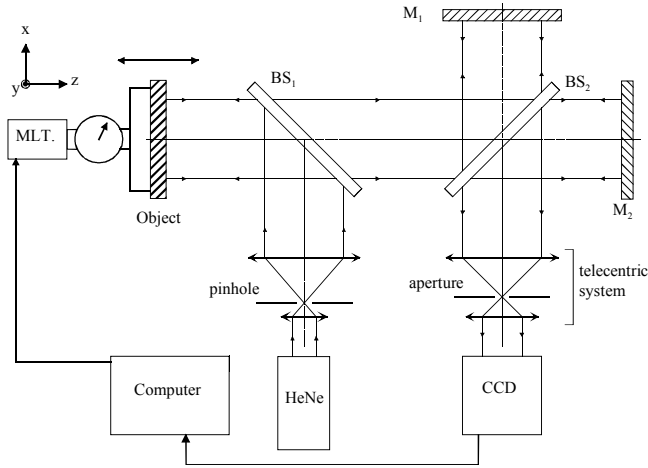 M₁
x
BS₁
BS₂
y
z
MLT.
Object
M₂
pinhole
aperture
telecentric
system
Computer
HeNe
CCD